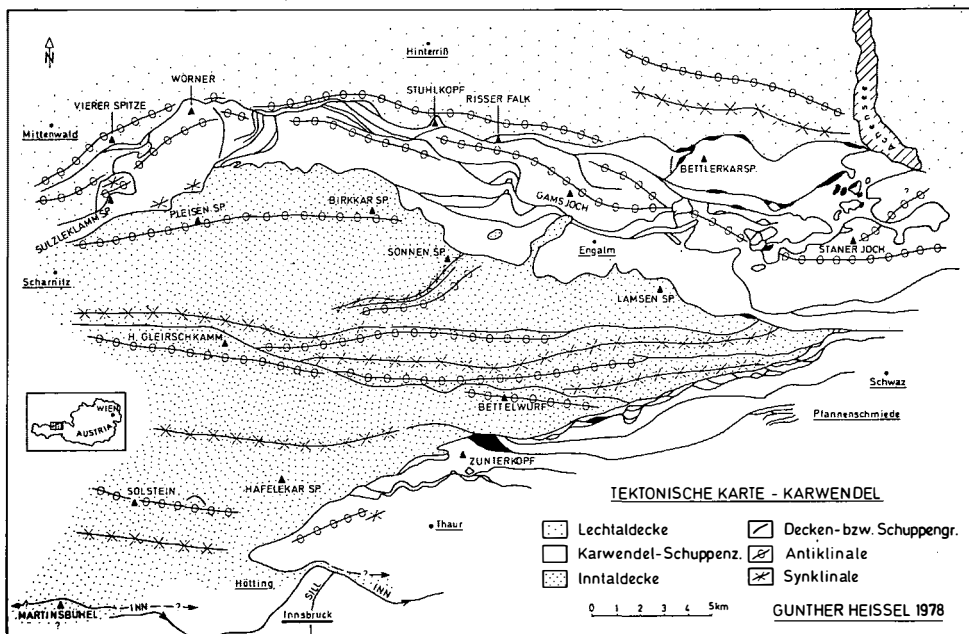 N
Hinterriß
WÖRNER
VIERER SPITZE
STUHLKOPF
RISSER FALK
Mittenwald
BETTLERKARSP.
SULZLEKLAMM SP.
PLEISEN SP.
BIRKKAR SP.
GAMSJOCH
?
SONNEN SP.
Engalm
STANER JOCH
Scharnitz
LAMSEN SP.
H. GLEIRSCHKAMM
Schwaz
WIEN
AUSTRIA
BETTELWURF
Pfannenschmiede
ZUNTERKOPF
SOLSTEIN
HAFELEKAR SP.
Thaur
TEKTONISCHE KARTE - KARWENDEL
Lechtaldecke
Decken- bzw. Schuppengr.
Karwendel-Schuppenz.
Antiklinale
Inntaldecke
Synklinale
Hötting
SILL
?
INN
INN
?
MARTINSBÜHEL
?
Innsbruck
0 1 2 3 4 5km
GUNTHER HEISSEL 1978